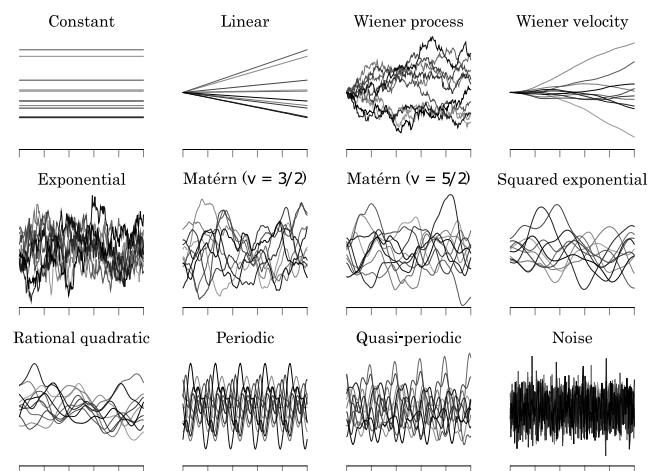 Constant Linear Wiener process Wiener velocity
Exponential Matérn (ν = 3/2) Matérn (ν = 5/2) Squared exponential
Rational quadratic Periodic Quasi-periodic Noise